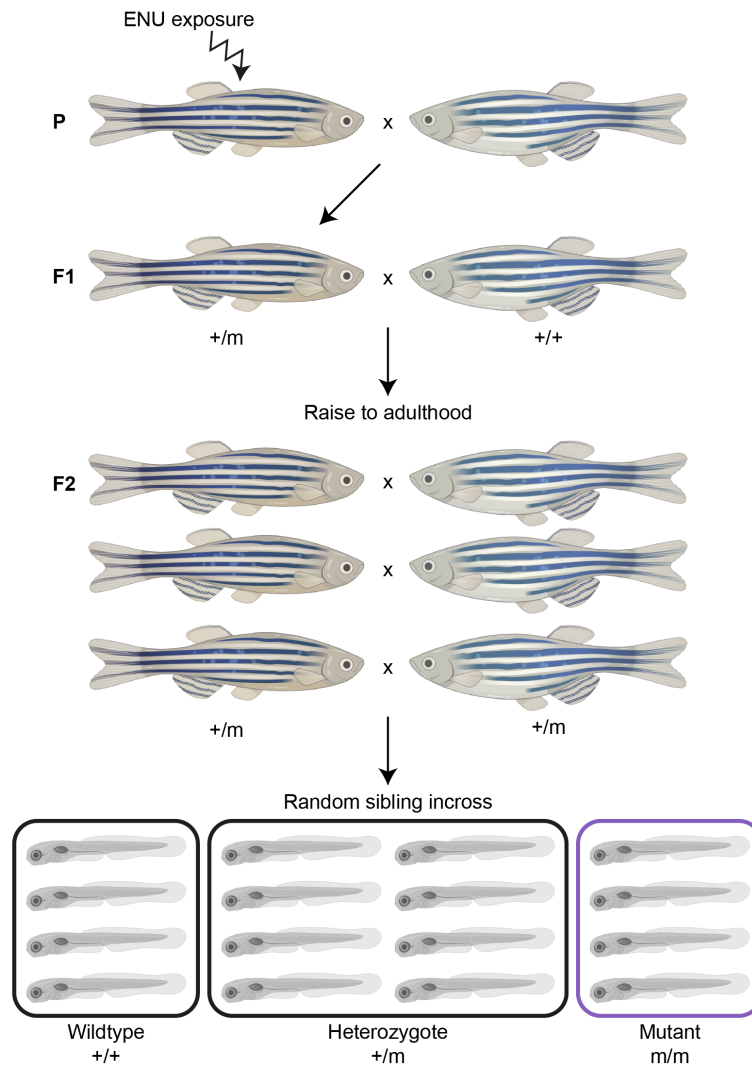 ENU exposure
P x
F1 x
+/m +/+
Raise to adulthood
F2 x
x
x
+/m +/m
Random sibling incross
Wildtype Heterozygote Mutant
+/+ +/m m/m